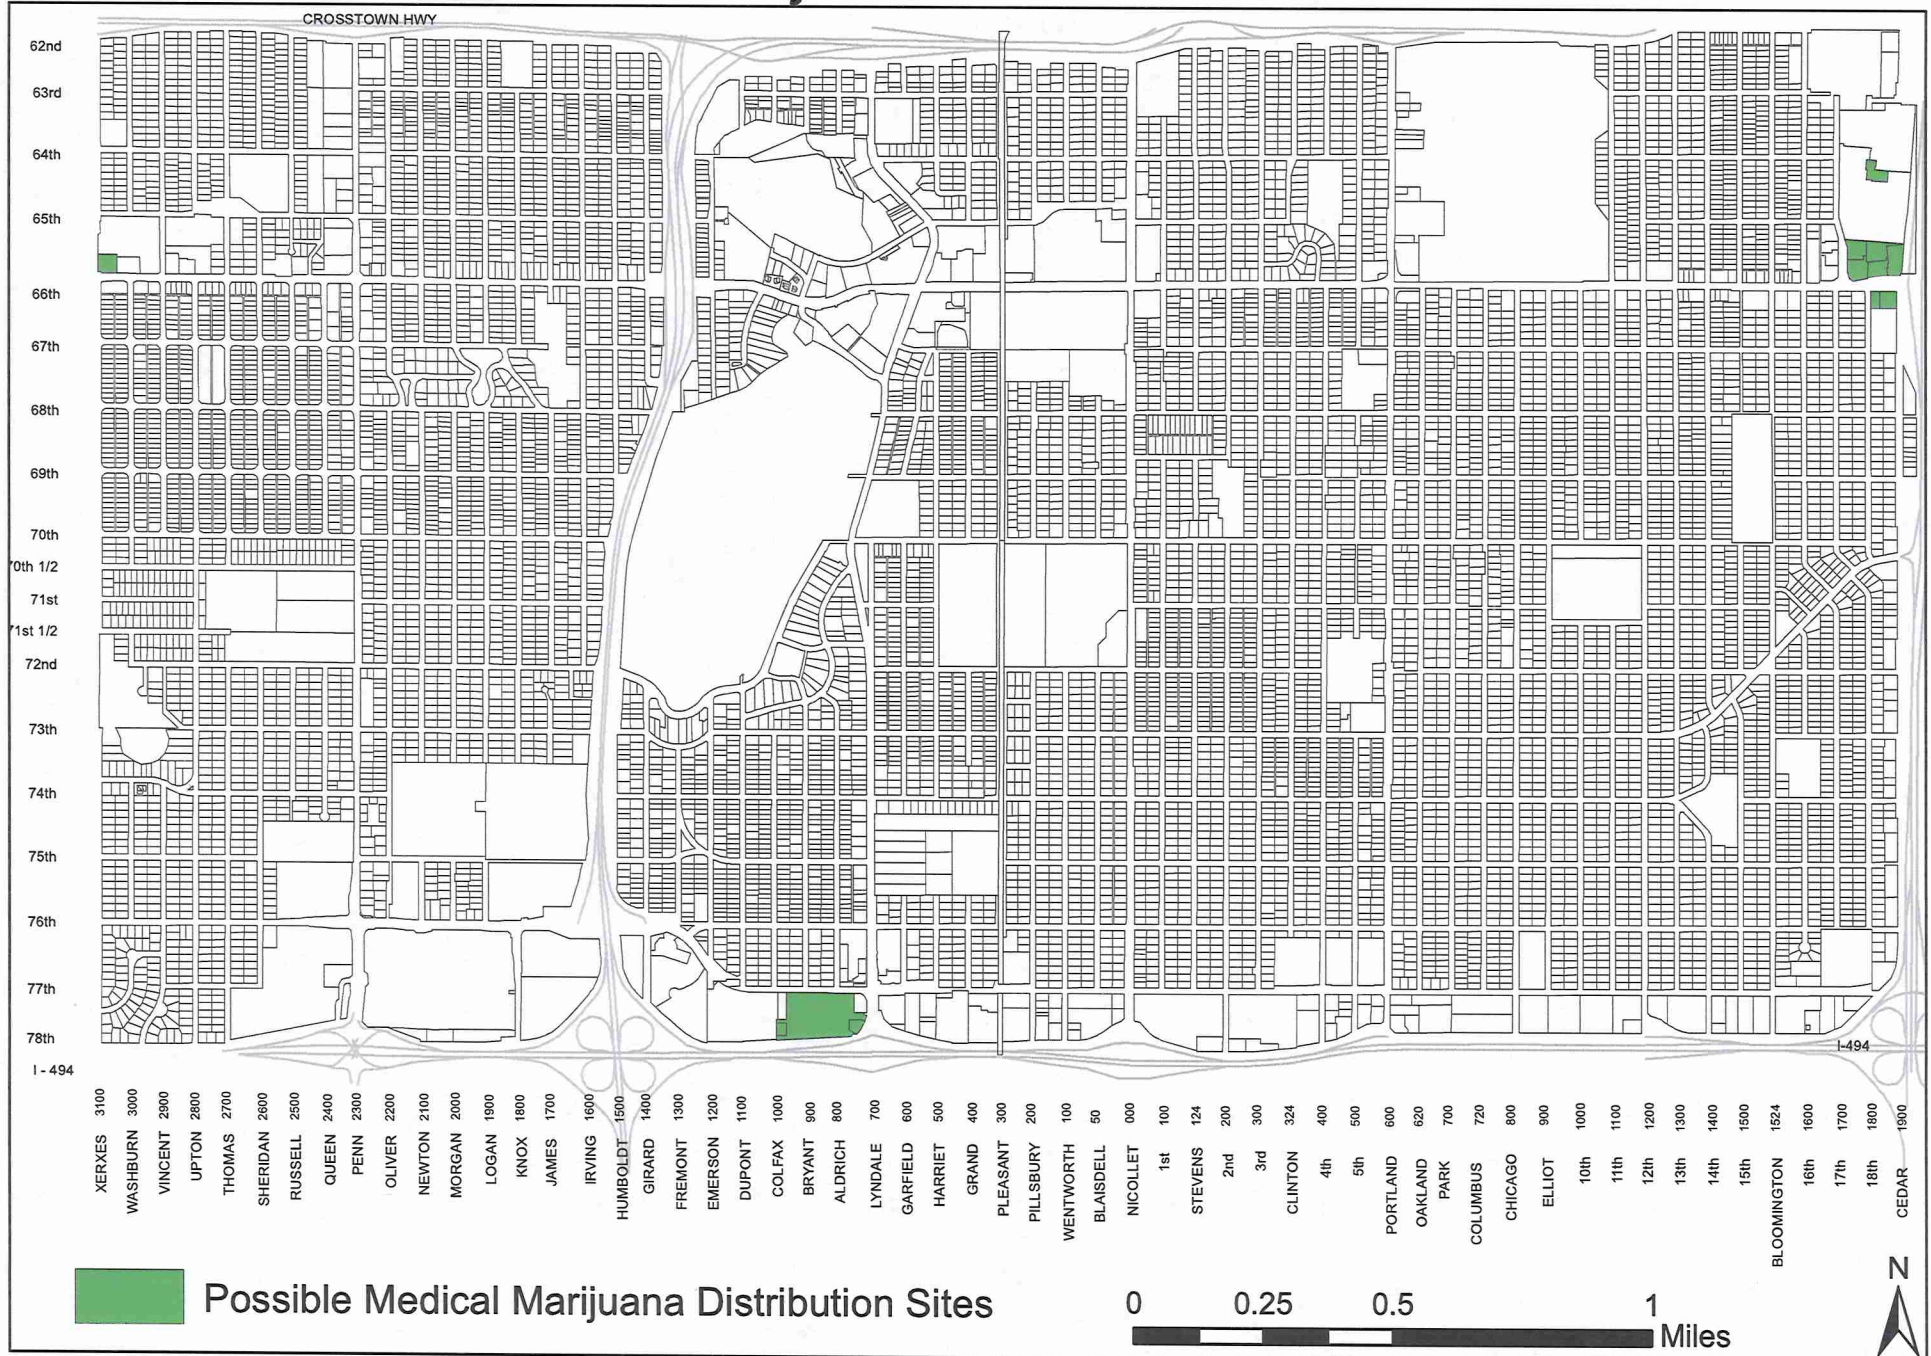 CROSSTOWN HWY
62nd
63rd
64th
65th
66th
67th
68th
69th
70th
70th 1/2
71st
71st 1/2
72nd
73th
74th
75th
76th
77th
78th
I-494
I - 494
3100 3000 2900 2800 2700 2600 2500 2400 2300 2200 2100 2000 1900 1800 1700 1600 1500 1400 1300 1200 1100 1000 900 800 700 600 500 400 300 200 100 50 000 100 124 200 300 324 400 500 600 620 700 720 800 900 1000 1100 1200 1300 1400 1500 1524 1600 1700 1800 1900
XERXES WASHBURN VINCENT UPTON THOMAS SHERIDAN RUSSELL QUEEN PENN OLIVER NEWTON MORGAN LOGAN KNOX JAMES IRVING HUMBOLDT GIRARD FREMONT EMERSON DUPONT COLFAX BRYANT ALDRICH LYNDALE GARFIELD HARRIET GRAND PLEASANT PILLSBURY WENTWORTH BLAISDELL NICOLLET 1st STEVENS 2nd 3rd CLINTON 4th 5th PORTLAND OAKLAND PARK COLUMBUS CHICAGO ELLIOT 10th 11th 12th 13th 14th 15th BLOOMINGTON 16th 17th 18th CEDAR
Possible Medical Marijuana Distribution Sites
0 0.25 0.5 1
Miles
N